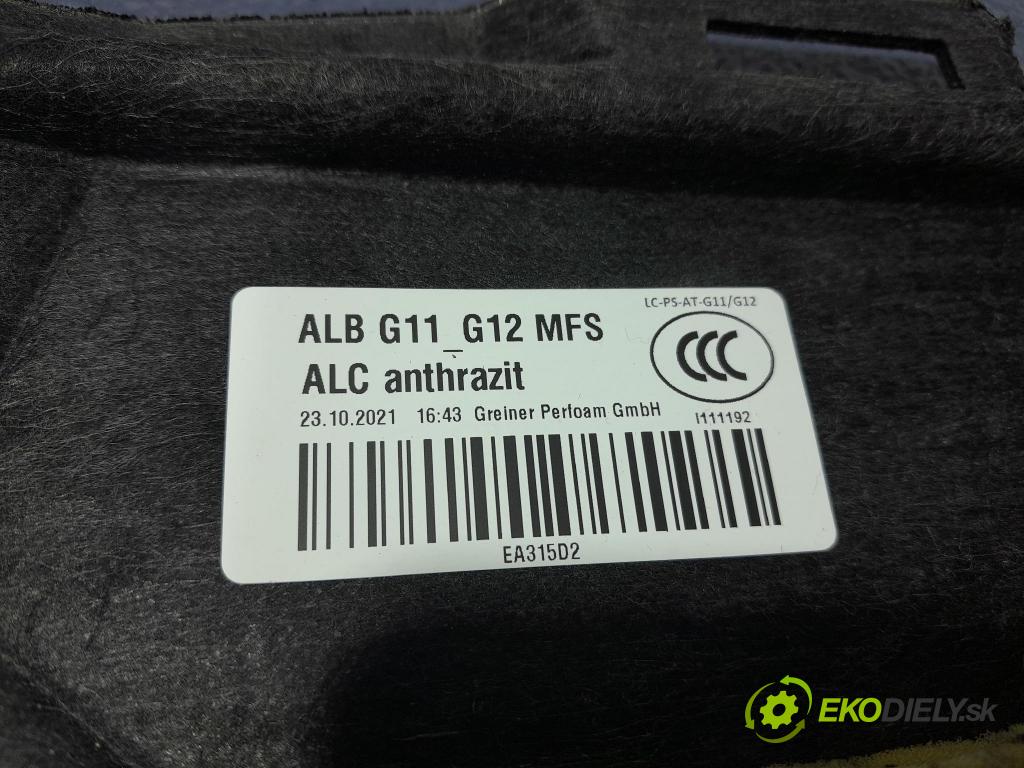 LC-PS-AT-G11/G12
ALB G11_G12 MFS
CCC
ALC anthrazit
23.10.2021 16:43 Greiner Perfoam GmbH I111192
EA315D2
EKODIELY.sk